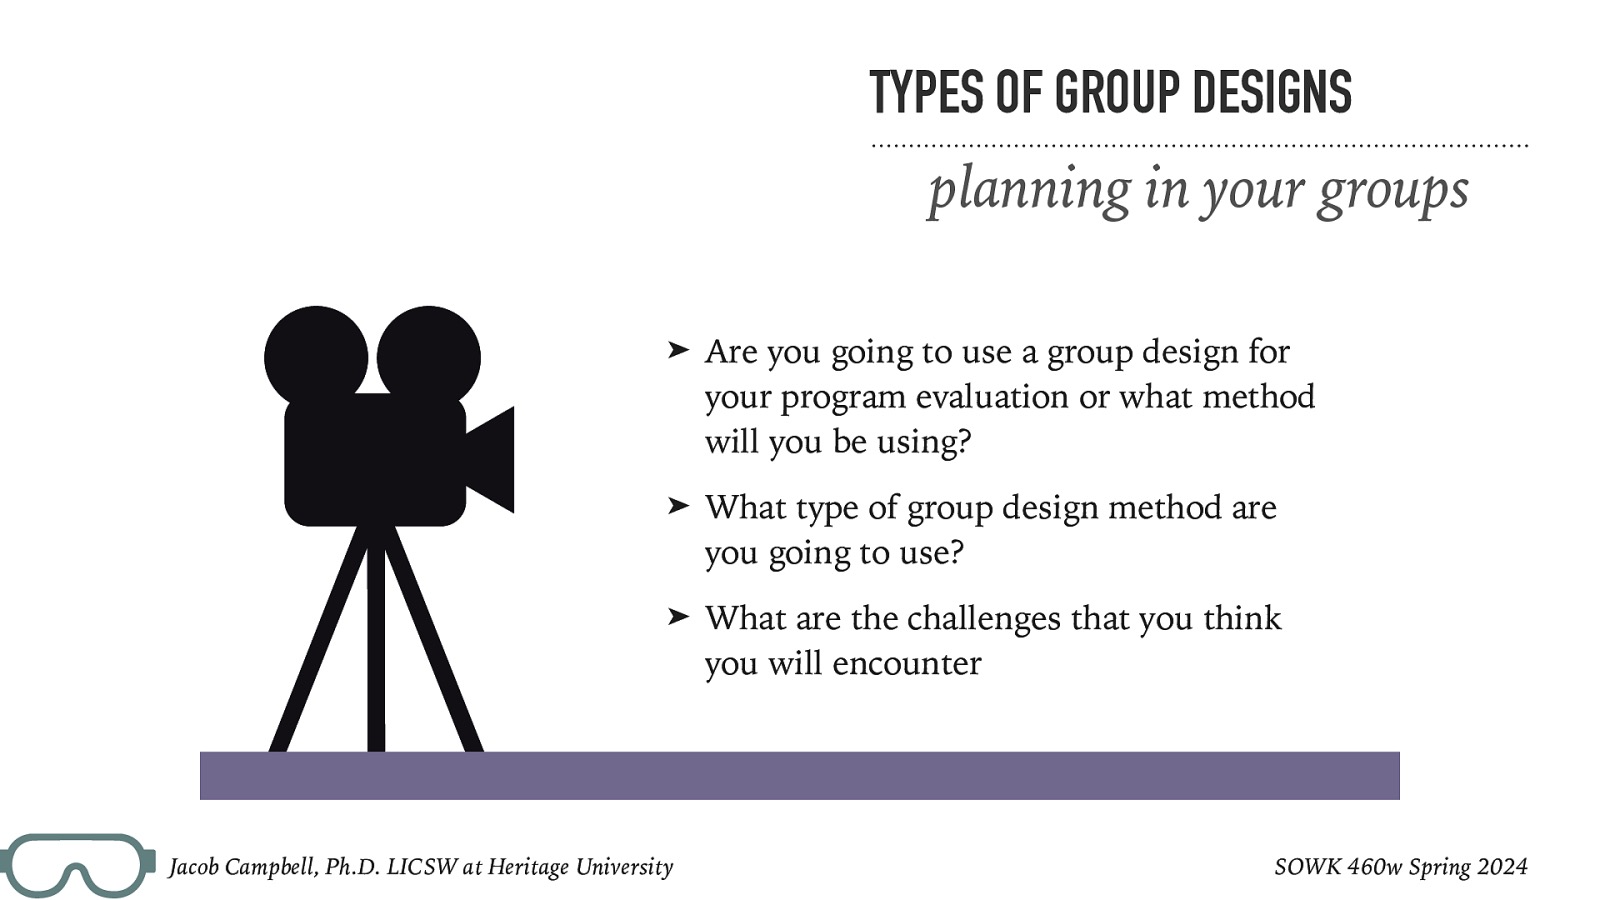 TYPES OF GROUP DESIGNS
planning in your groups
➤ Are you going to use a group design for
your program evaluation or what method
will you be using?
➤ What type of group design method are
you going to use?
➤ What are the challenges that you think
you will encounter
Jacob Campbell, Ph.D. LICSW at Heritage University
SOWK 460w Spring 2024